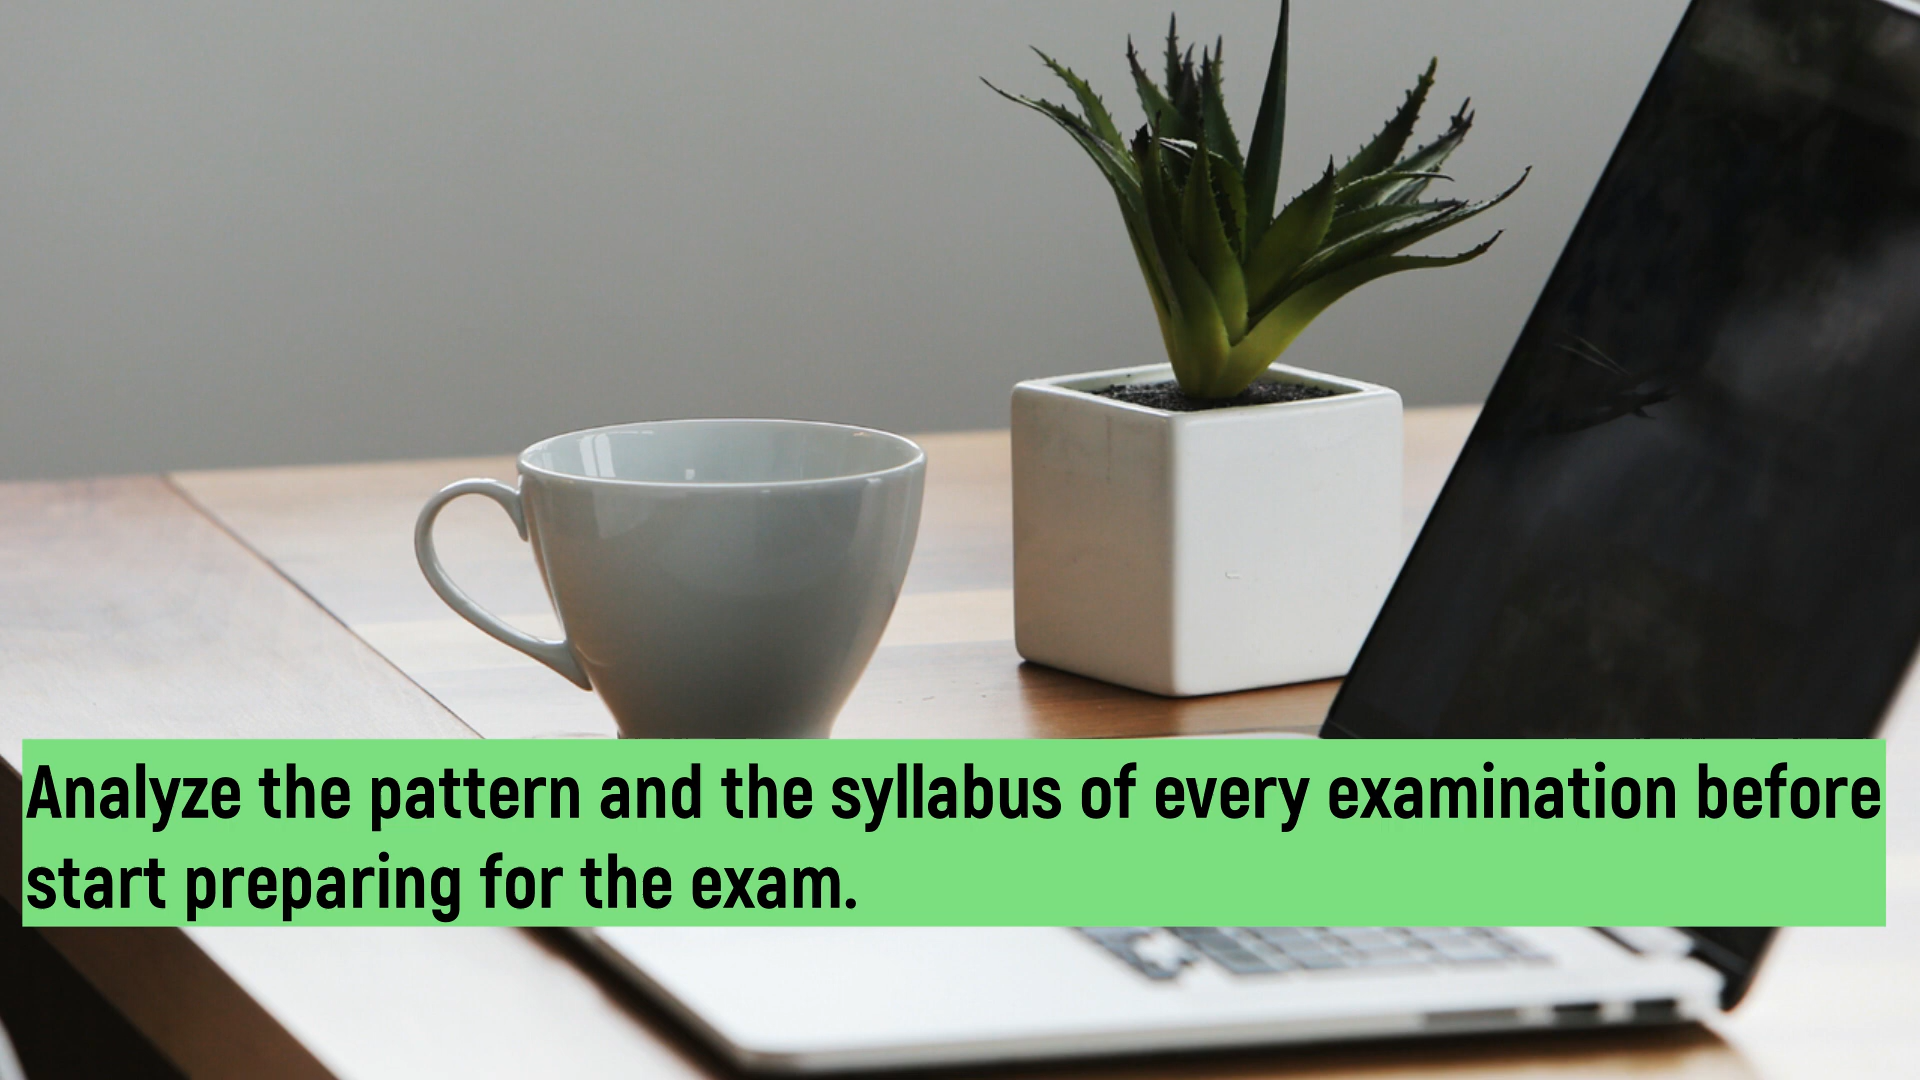 Analyze the pattern and the syllabus of every examination before
start preparing for the exam.